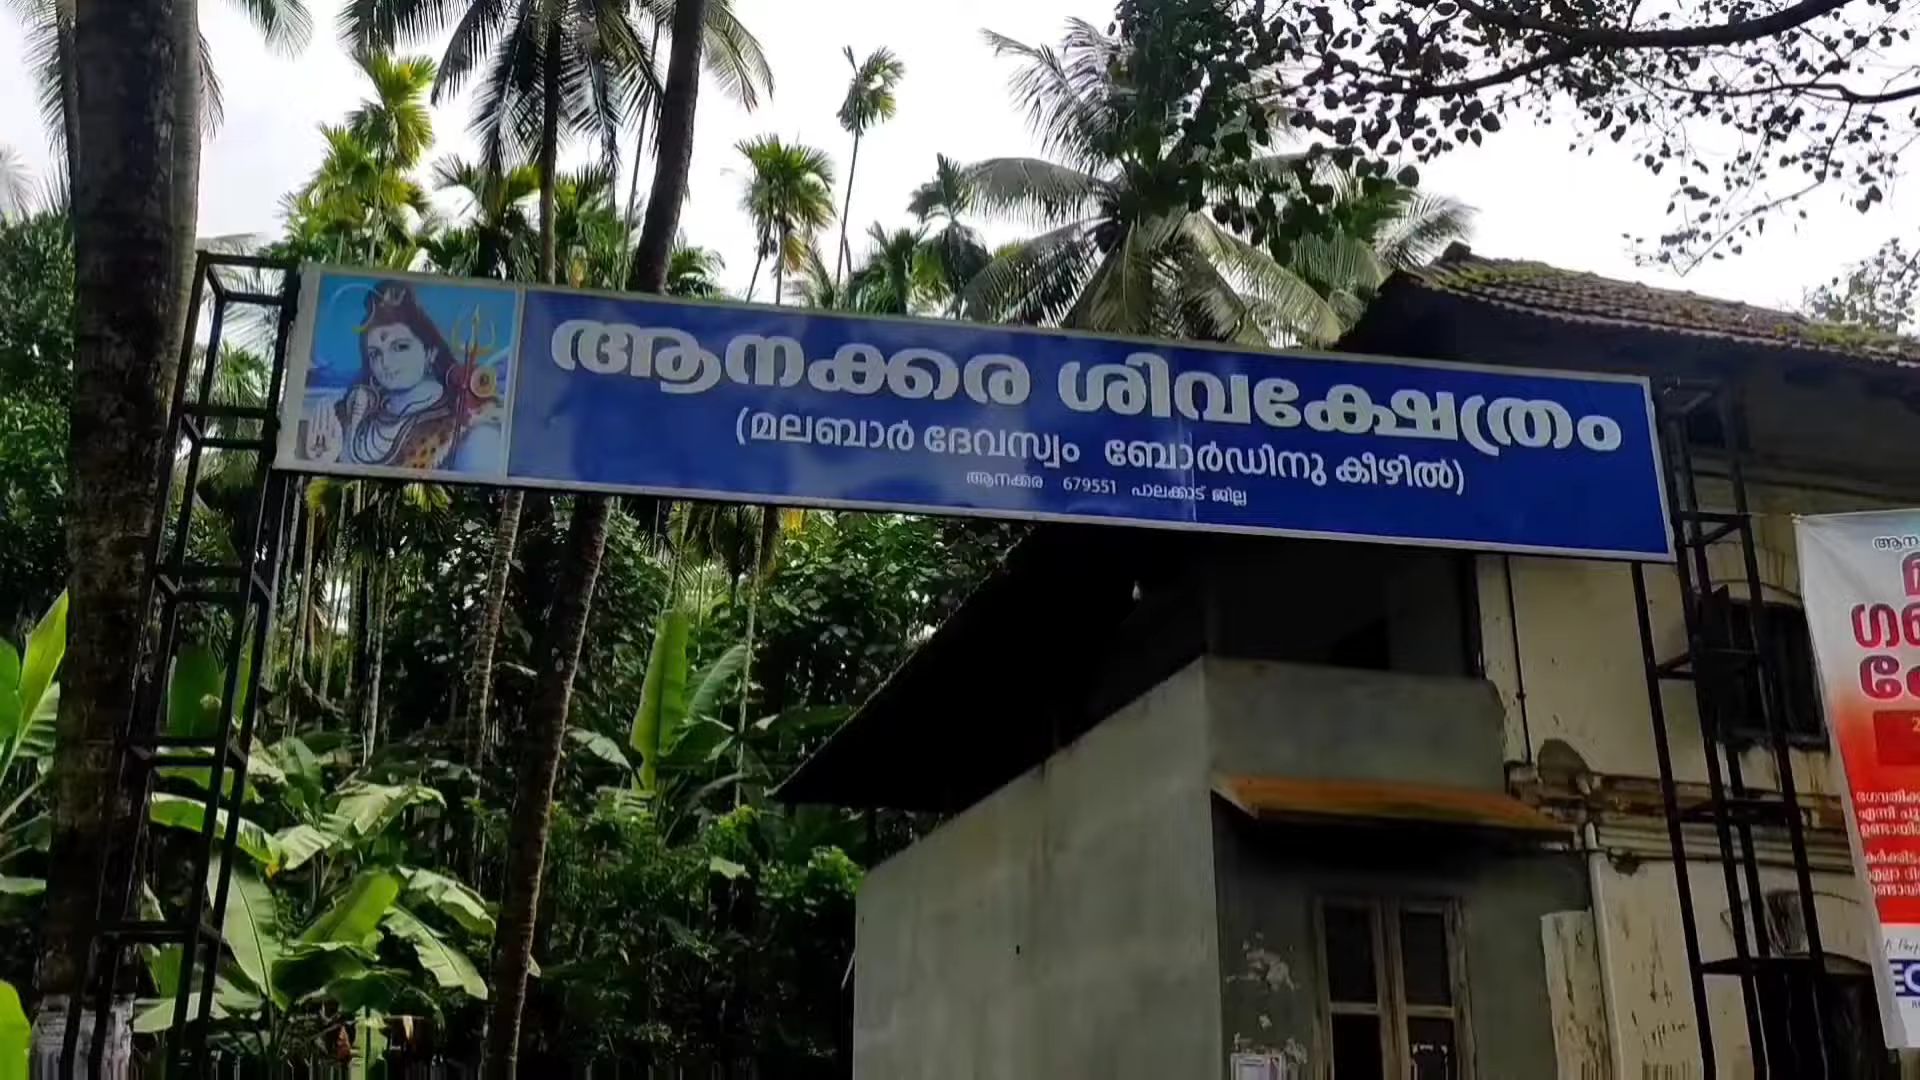 ആനക്കര ശിവക്ഷേത്രം
(മലബാർ ദേവസ്വം ബോർഡിനു കീഴിൽ)
ആനക്കര 679551 പാലക്കാട് ജില്ല